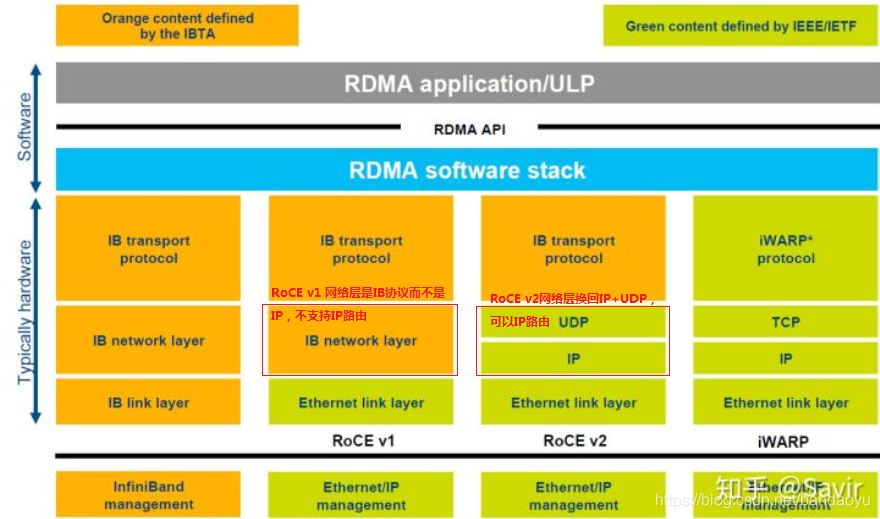 Orange content defined
by the IBTA
Green content defined by IEEE/IETF
Software
RDMA application/ULP
RDMA API
RDMA software stack
Typically hardware
IB transport
protocol
IB transport
protocol
IB transport
protocol
iWARP*
protocol
RoCE v1 网络层是IB协议而不是
IP，不支持IP路由
RoCE v2网络层换回IP+UDP，
可以IP路由
IB network layer
IB network layer
UDP
IP
TCP
IP
IB link layer
Ethernet link layer
Ethernet link layer
Ethernet link layer
RoCE v1
RoCE v2
iWARP
InfiniBand
management
Ethernet/IP
management
Ethernet/IP
management
Ethernet/IP
management
知乎 @Savir
https://blog.csdn.net/bandaoyu